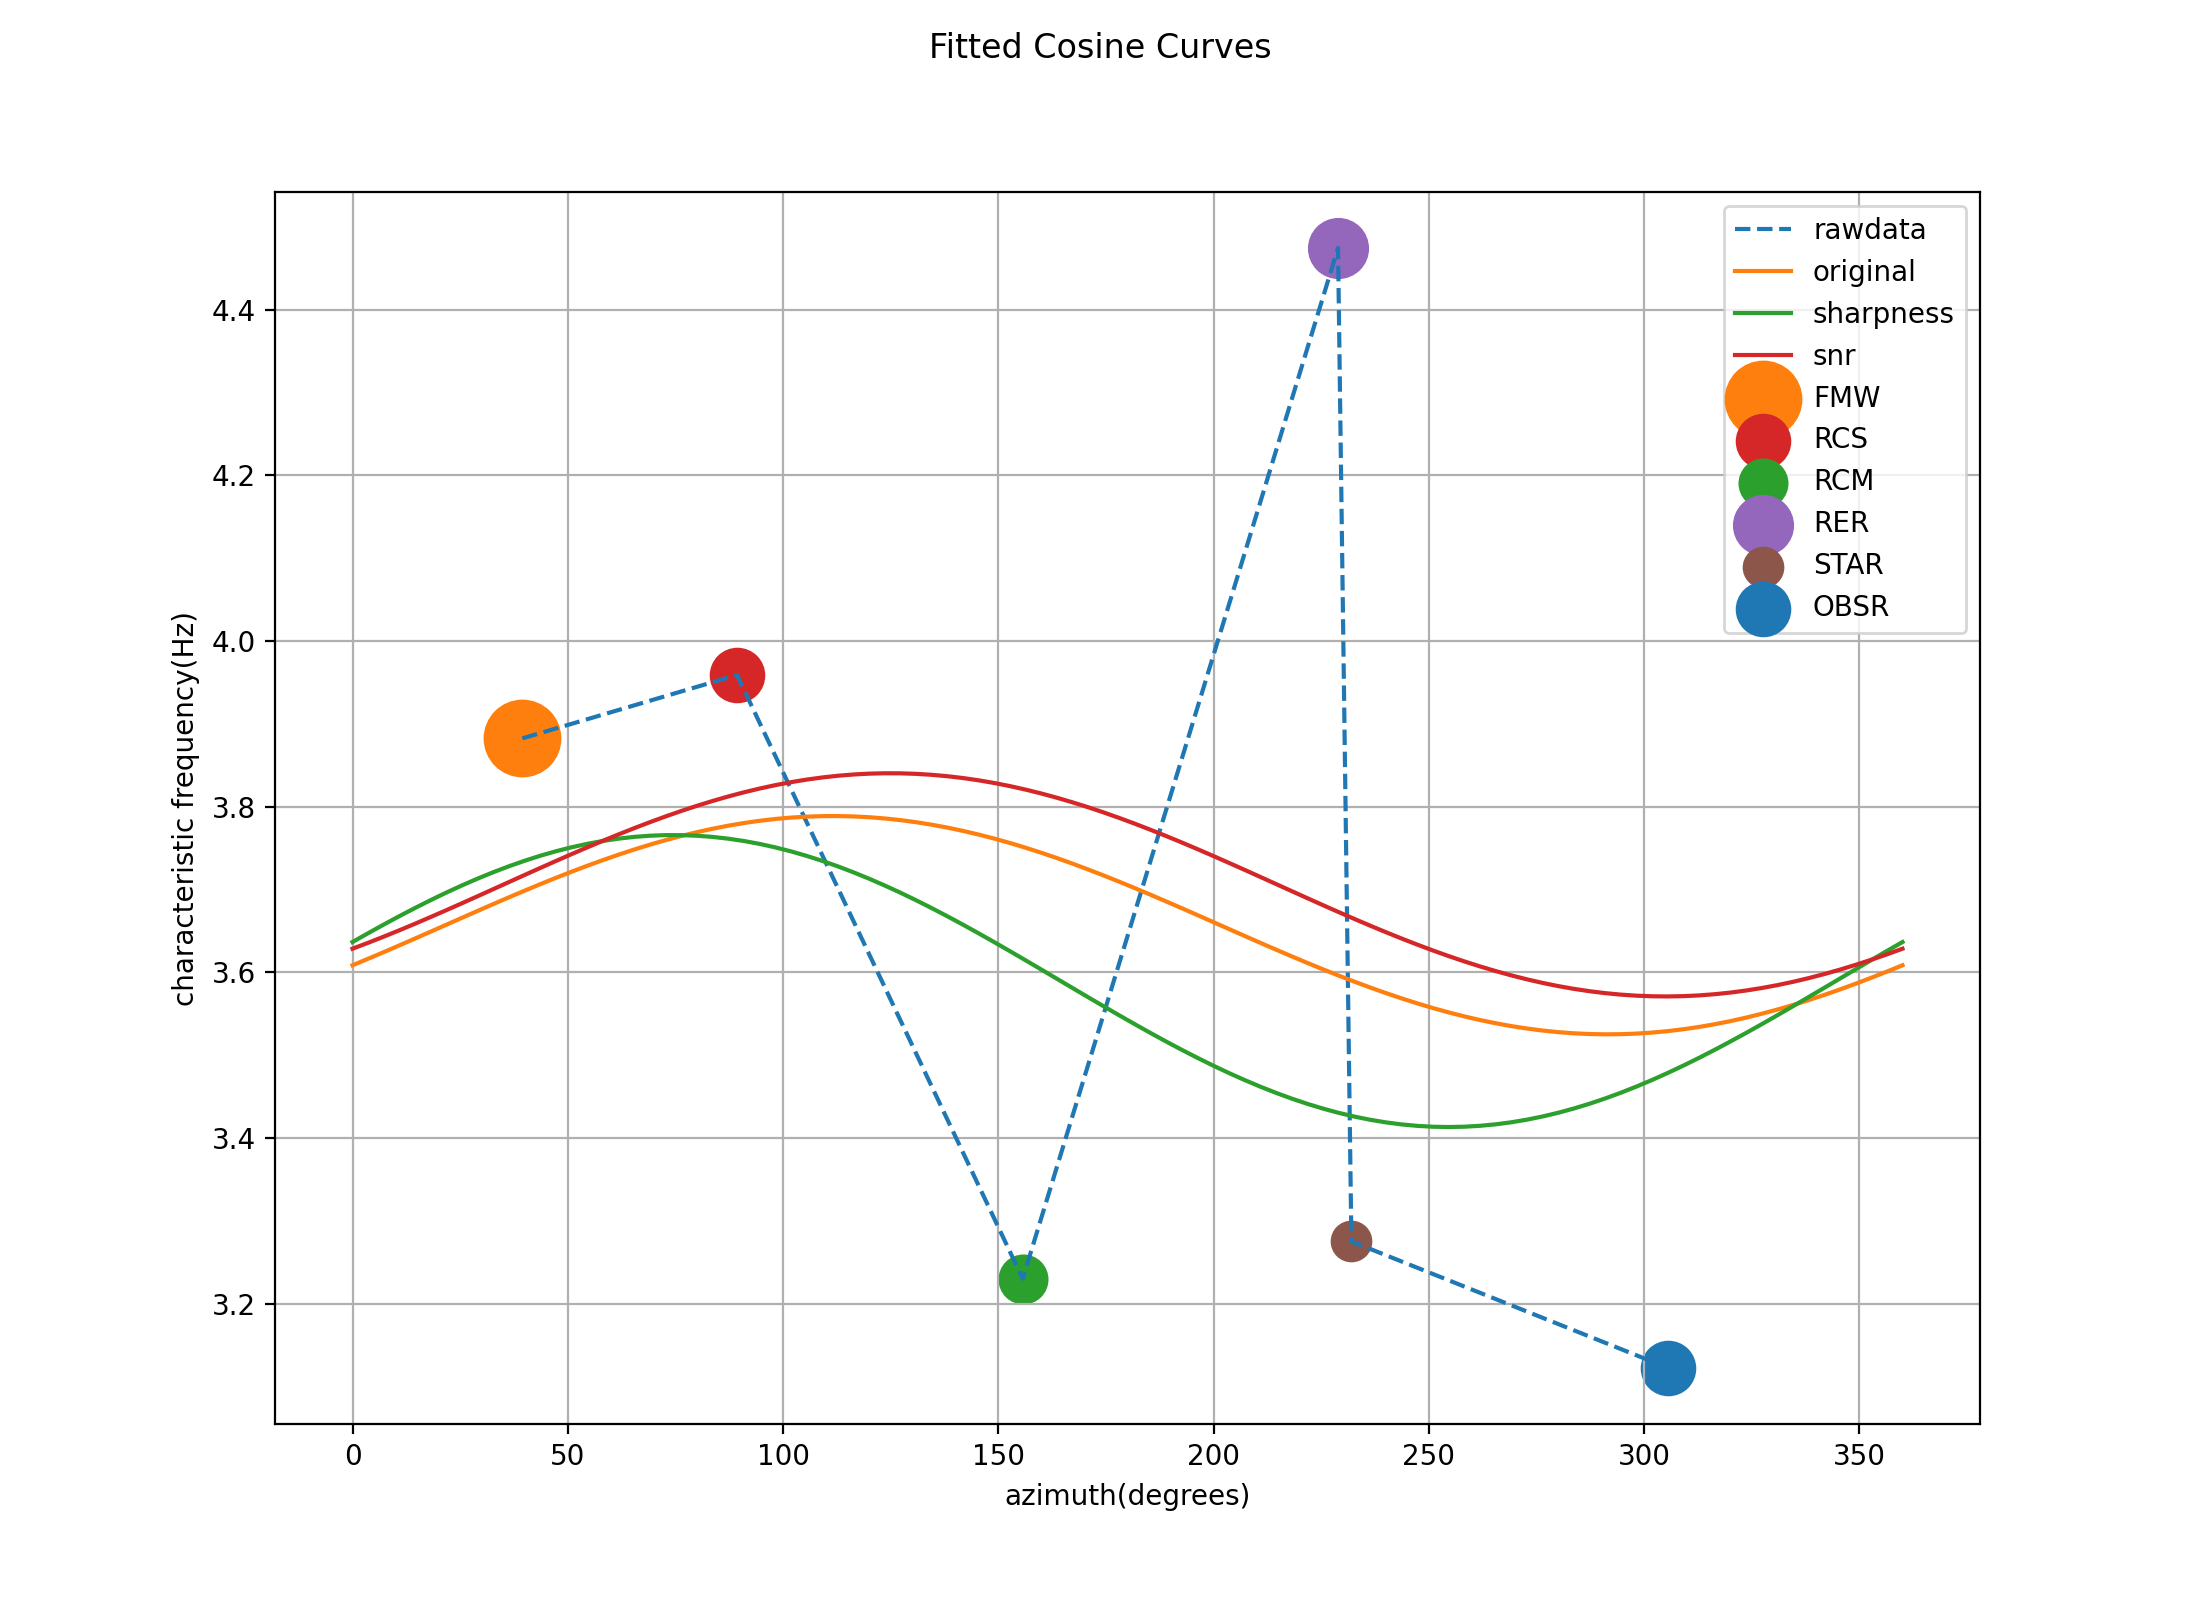 Fitted Cosine Curves
rawdata
original
sharpness
snr
FMW
RCS
RCM
RER
STAR
OBSR
characteristic frequency(Hz)
4.4
4.2
4.0
3.8
3.6
3.4
3.2
0 50 100 150 200 250 300 350
azimuth(degrees)